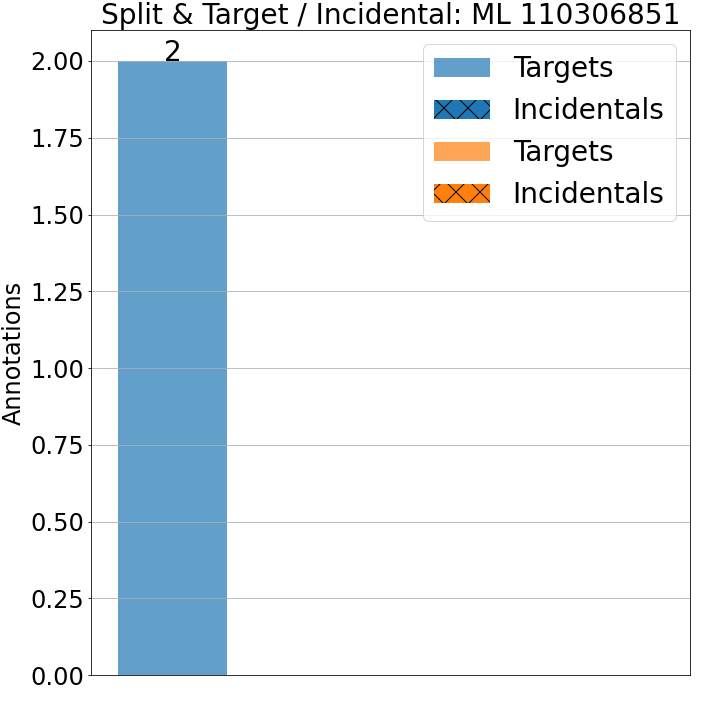 Split & Target / Incidental: ML 110306851
2
Targets
Incidentals
Targets
Incidentals
Annotations
2.00
1.75
1.50
1.25
1.00
0.75
0.50
0.25
0.00